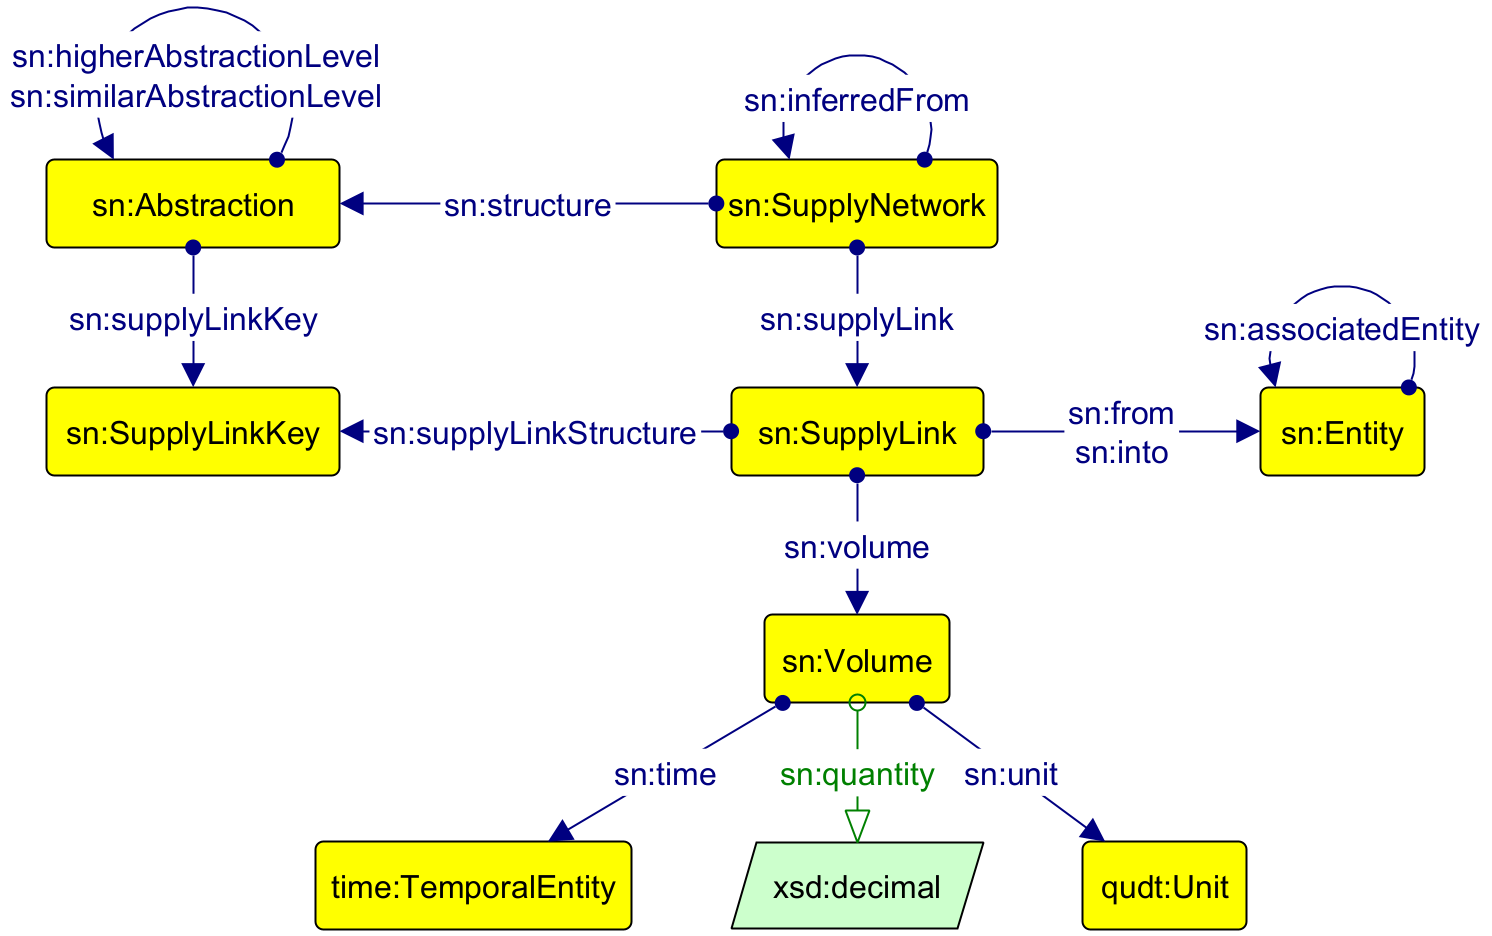 sn:higherAbstractionLevel
sn:similarAbstractionLevel
sn:inferredFrom
sn:Abstraction
sn:structure
sn:SupplyNetwork
sn:supplyLinkKey
sn:supplyLink
sn:associatedEntity
sn:SupplyLinkKey
sn:supplyLinkStructure
sn:SupplyLink
sn:from
sn:into
sn:Entity
sn:volume
sn:Volume
sn:time
sn:quantity
sn:unit
time:TemporalEntity
xsd:decimal
qudt:Unit